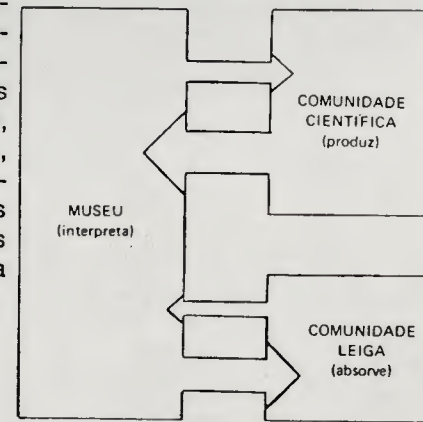 s
,
,
s
s
a
COMUNIDADE
CIENTÍFICA
(produz)
MUSEU
(interpreta)
COMUNIDADE
LEIGA
(absorve)